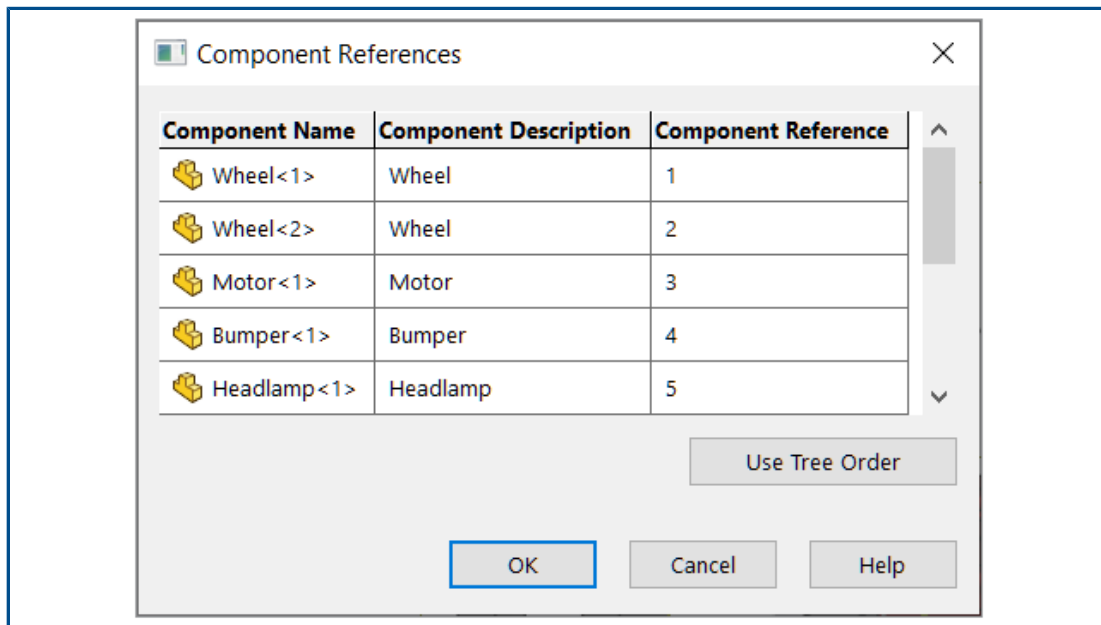 Component References
Component Name Component Description Component Reference
Wheel<1> Wheel 1
Wheel<2> Wheel 2
Motor<1> Motor 3
Bumper<1> Bumper 4
Headlamp<1> Headlamp 5
Use Tree Order
OK Cancel Help